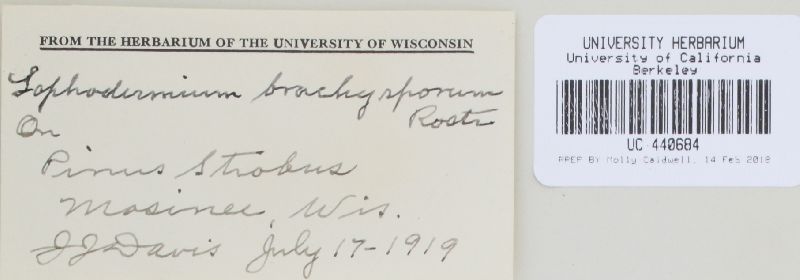 FROM THE HERBARIUM OF THE UNIVERSITY OF WISCONSIN
Lophodermium brachysporum
Rostr
On
Pinus Strobus
Mosinee, Wis.
J J Davis July 17-1919
UNIVERSITY HERBARIUM
University of California
Berkeley
UC 440684
PREP BY Molly Caldwell, 14 Feb 2018